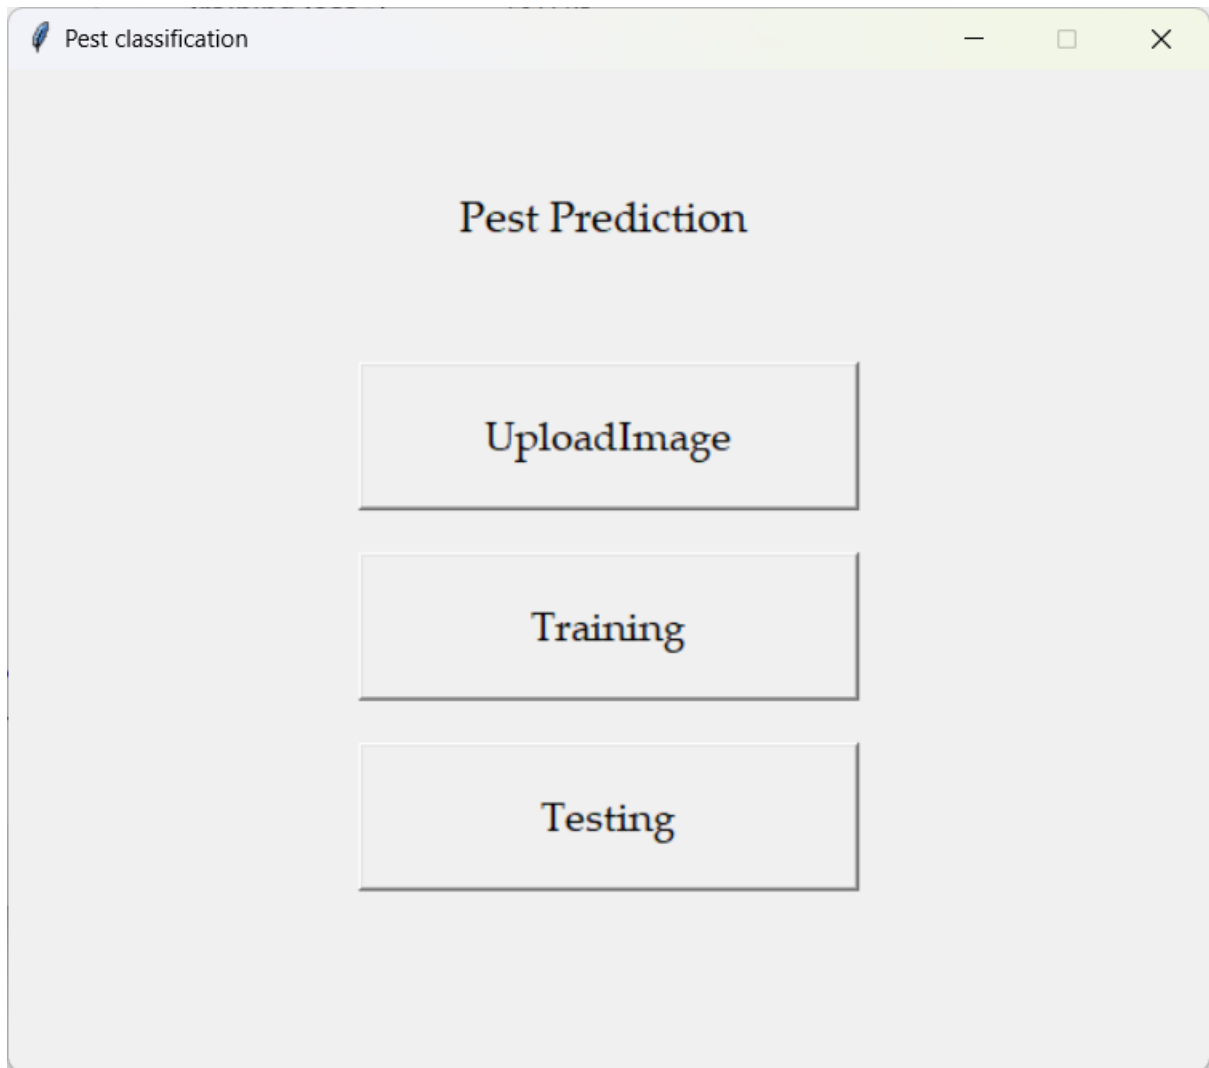 Pest classification
Pest Prediction
UploadImage
Training
Testing